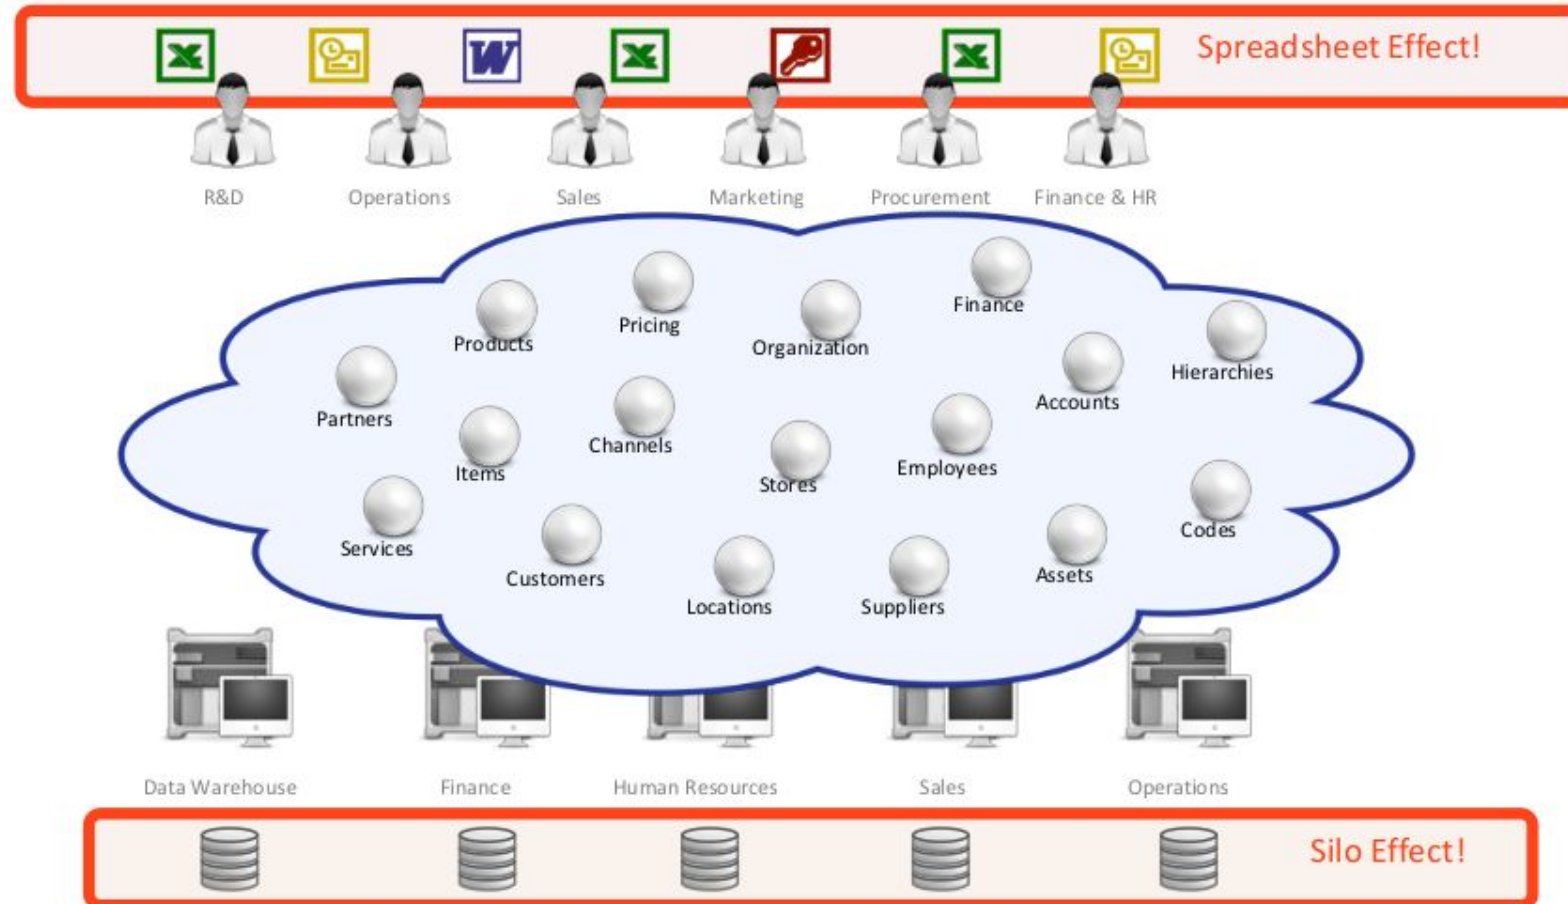 Spreadsheet Effect!
W
R&D
Operations
Sales
Marketing
Procurement
Finance & HR
Finance
Pricing
Products
Organization
Hierarchies
Accounts
Partners
Channels
Items
Stores
Employees
Codes
Services
Customers
Assets
Locations
Suppliers
Data Warehouse
Finance
Human Resources
Sales
Operations
Silo Effect!